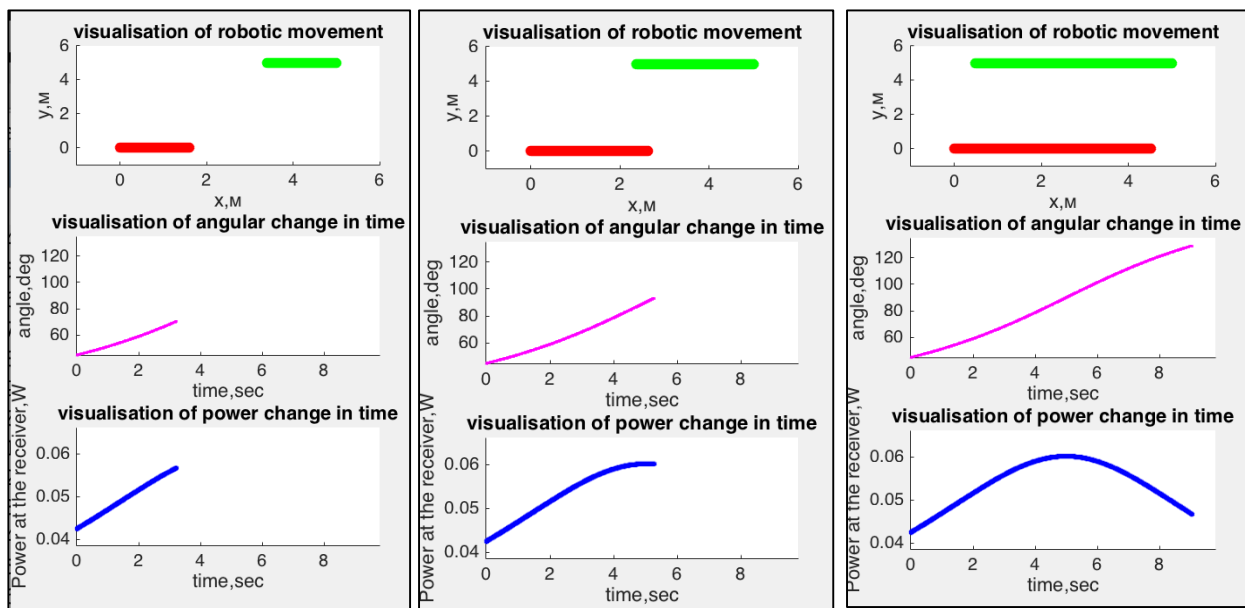 visualisation of robotic movement
6
4
2
0
y,м
0 2 4 6
x,м
visualisation of angular change in time
120
100
80
60
angle,deg
0 2 4 6 8
time,sec
visualisation of power change in time
0.06
0.05
0.04
Power at the receiver,W
0 2 4 6 8
time,sec
visualisation of robotic movement
6
4
2
0
y,м
0 2 4 6
x,м
visualisation of angular change in time
120
100
80
60
angle,deg
0 2 4 6 8
time,sec
visualisation of power change in time
0.06
0.05
0.04
Power at the receiver,W
0 2 4 6 8
time,sec
visualisation of robotic movement
6
4
2
0
y,м
0 2 4 6
x,м
visualisation of angular change in time
120
100
80
60
angle,deg
0 2 4 6 8
time,sec
visualisation of power change in time
0.06
0.05
0.04
Power at the receiver,W
0 2 4 6 8
time,sec